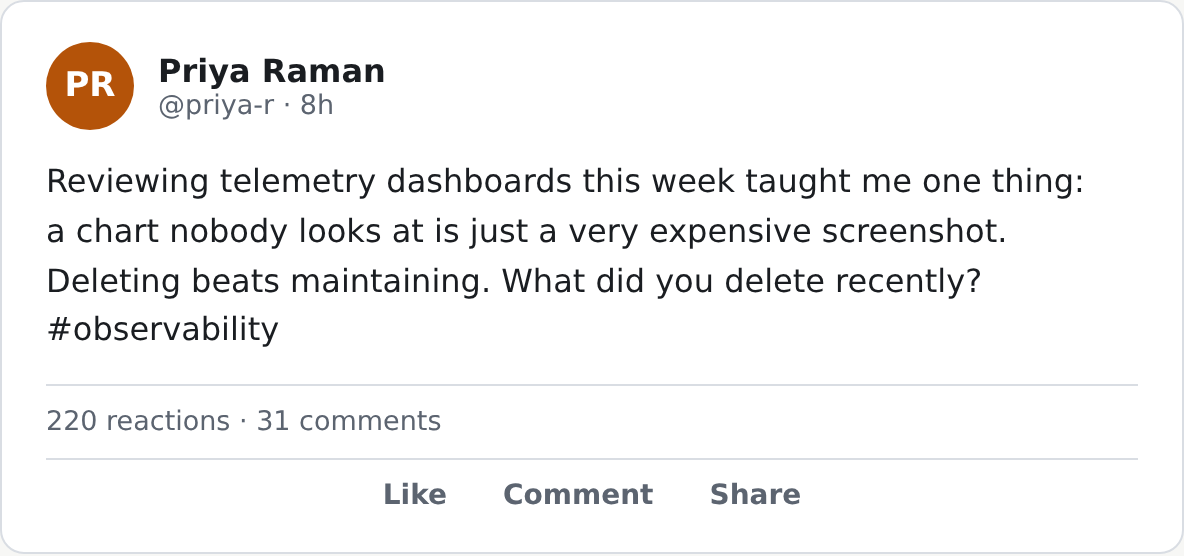 PR
Priya Raman
@priya-r · 8h
Reviewing telemetry dashboards this week taught me one thing:
a chart nobody looks at is just a very expensive screenshot.
Deleting beats maintaining. What did you delete recently?
#observability
220 reactions · 31 comments
Like Comment Share